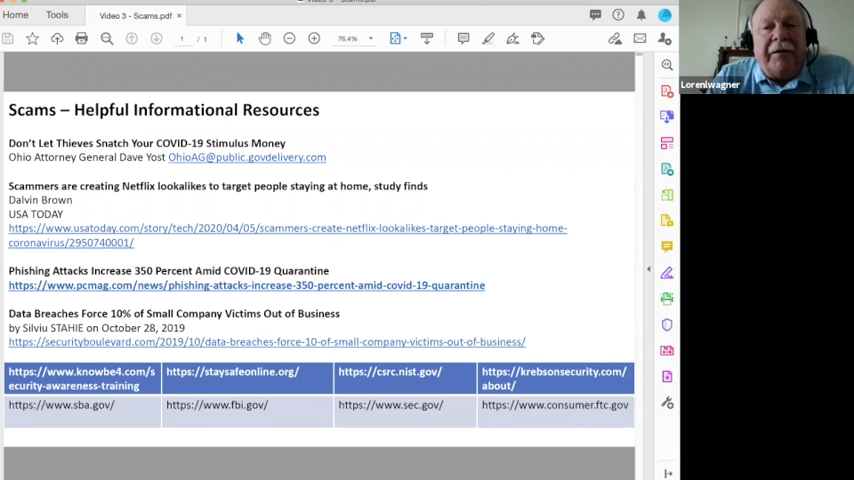 Video 3 - Scams.pdf
Home
Tools
Video 3 - Scams.pdf ×
1 / 1
76.4%
Lorenlwagner
Scams – Helpful Informational Resources
Don’t Let Thieves Snatch Your COVID-19 Stimulus Money
Ohio Attorney General Dave Yost OhioAG@public.govdelivery.com
Scammers are creating Netflix lookalikes to target people staying at home, study finds
Dalvin Brown
USA TODAY
https://www.usatoday.com/story/tech/2020/04/05/scammers-create-netflix-lookalikes-target-people-staying-home-
coronavirus/2950740001/
Phishing Attacks Increase 350 Percent Amid COVID-19 Quarantine
https://www.pcmag.com/news/phishing-attacks-increase-350-percent-amid-covid-19-quarantine
Data Breaches Force 10% of Small Company Victims Out of Business
by Silviu STAHIE on October 28, 2019
https://securityboulevard.com/2019/10/data-breaches-force-10-of-small-company-victims-out-of-business/
https://www.knowbe4.com/s
ecurity-awareness-training
https://staysafeonline.org/
https://csrc.nist.gov/
https://krebsonsecurity.com/
about/
https://www.sba.gov/
https://www.fbi.gov/
https://www.sec.gov/
https://www.consumer.ftc.gov